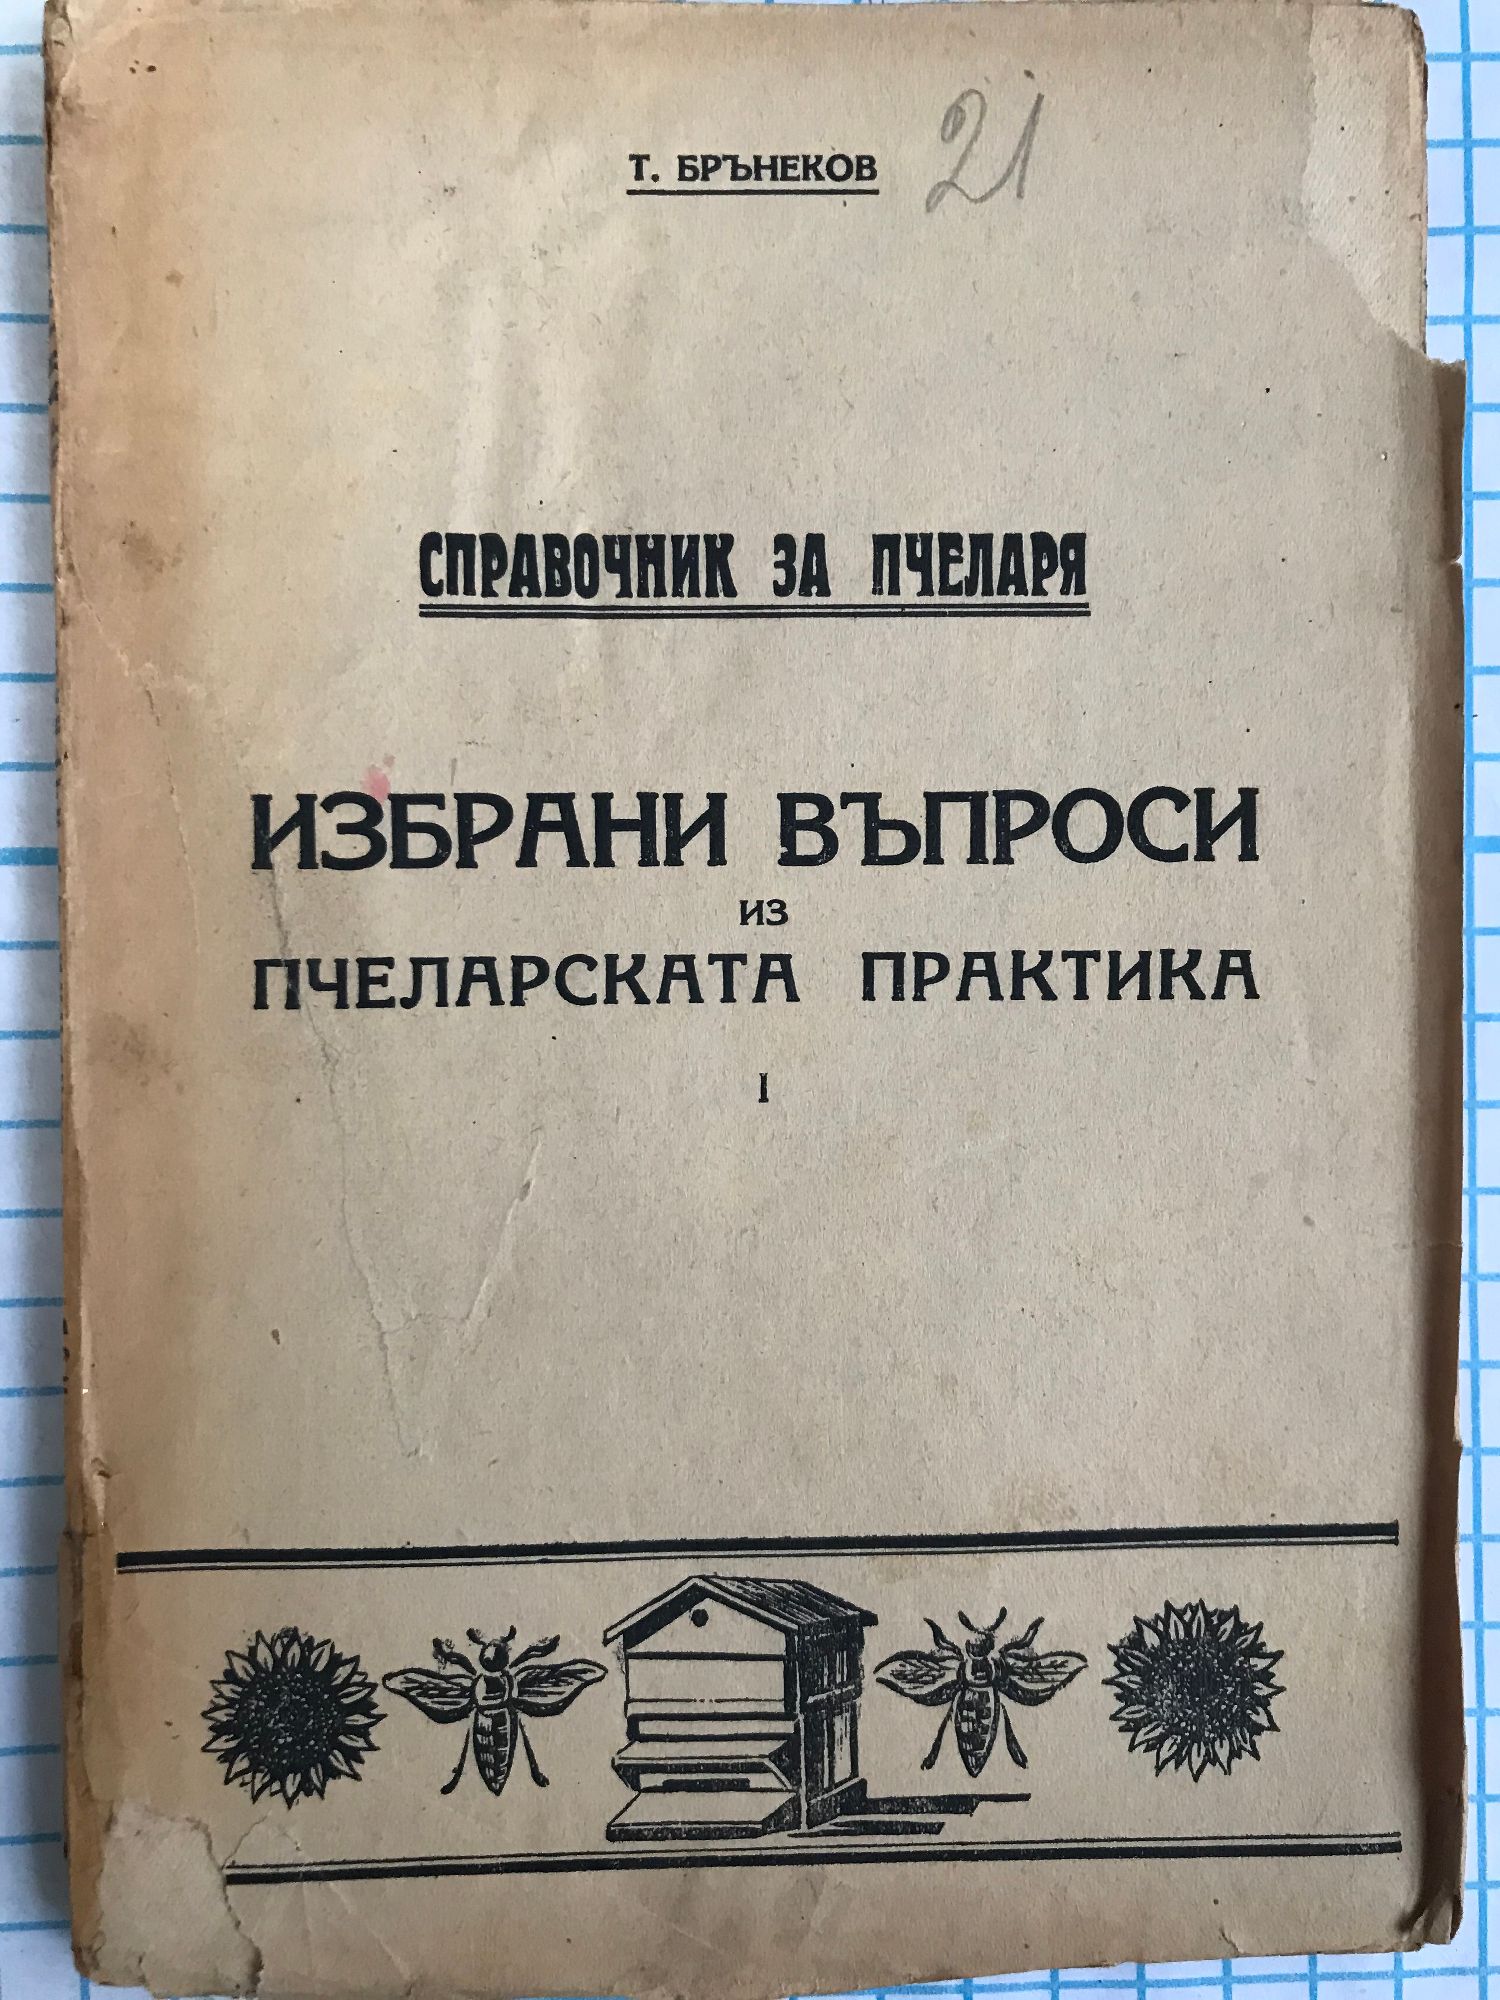 Т. БРЪНЕКОВ 21
СПРАВОЧНИК ЗА ПЧЕЛАРЯ
ИЗБРАНИ ВЪПРОСИ
ИЗ
ПЧЕЛАРСКАТА ПРАКТИКА
I